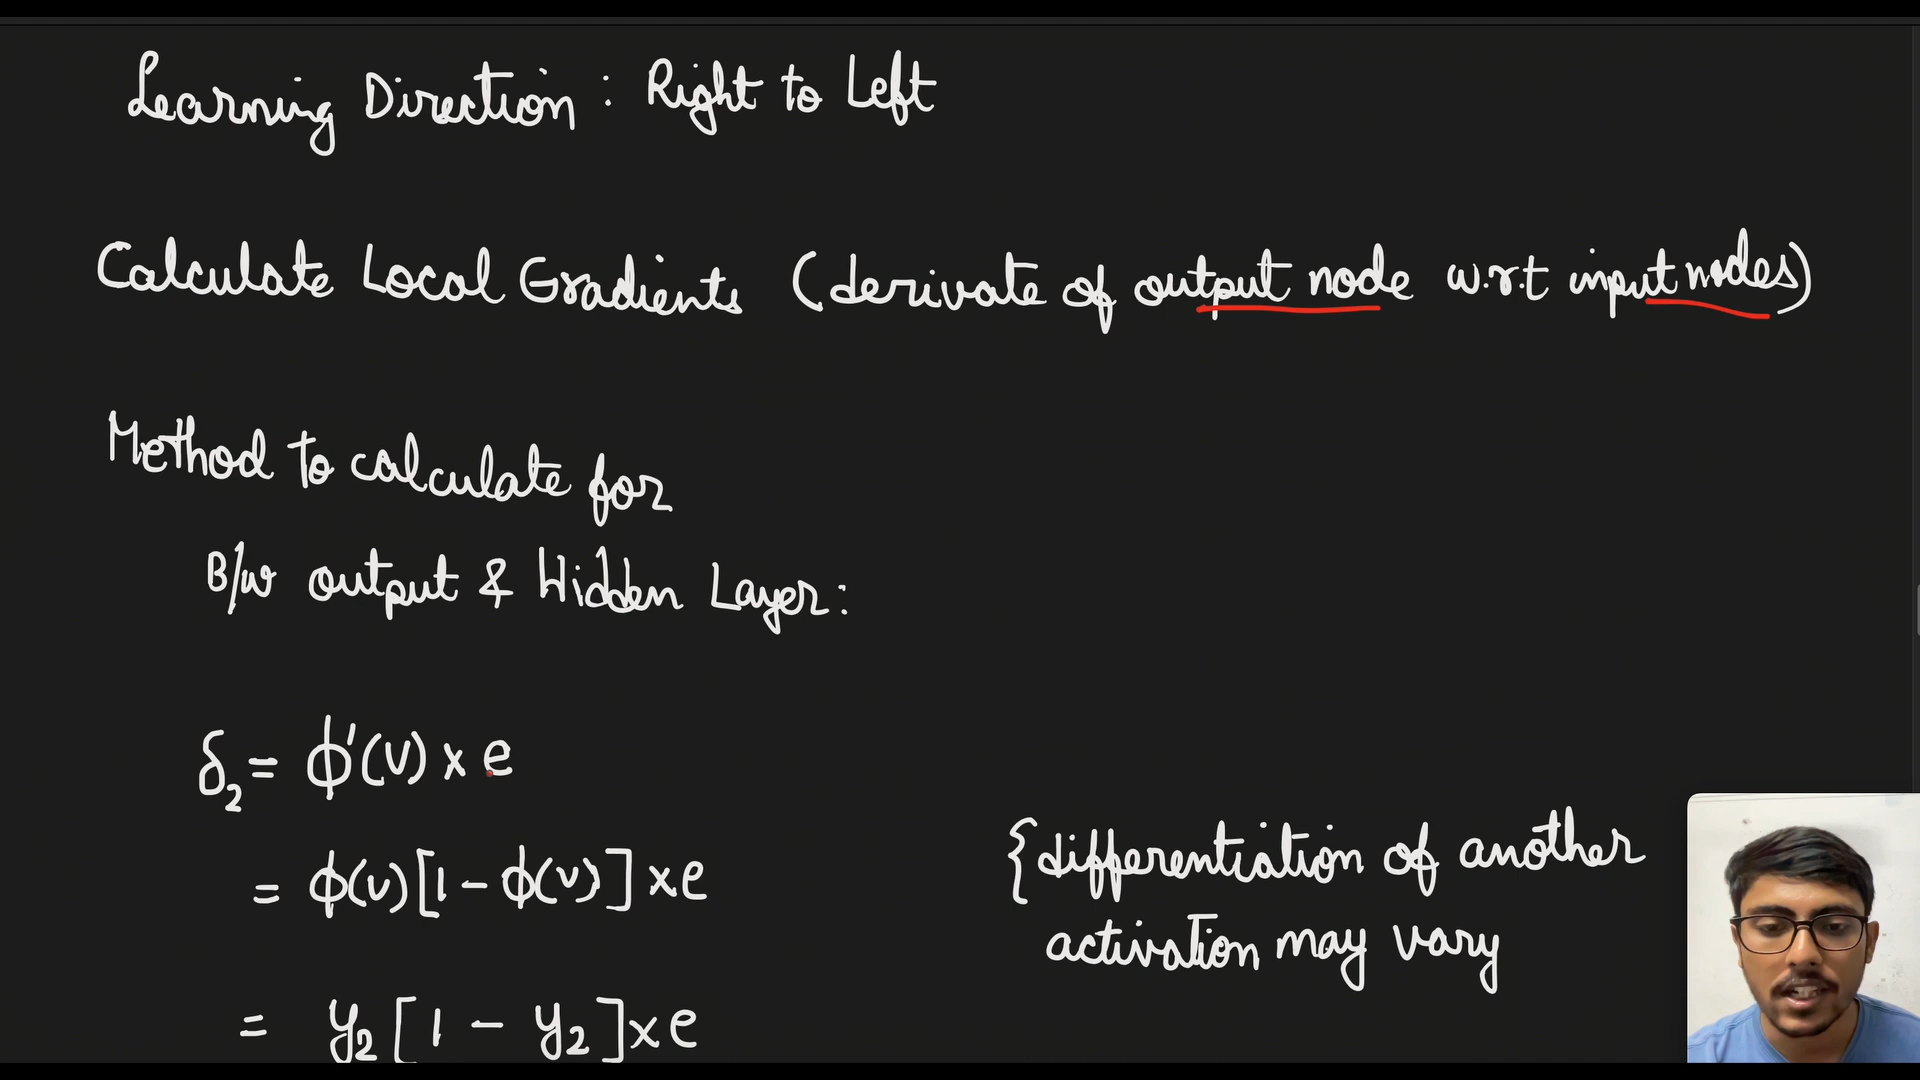 Learning Direction : Right to Left
Calculate Local Gradients (derivate of output node w.r.t input nodes)
Method to calculate for
B/w output & Hidden Layer:
δ₂ = ϕ'(v) x e
= ϕ(v)[1 - ϕ(v)] x e
{differentiation of another
activation may vary
= y₂[1 - y₂] x e